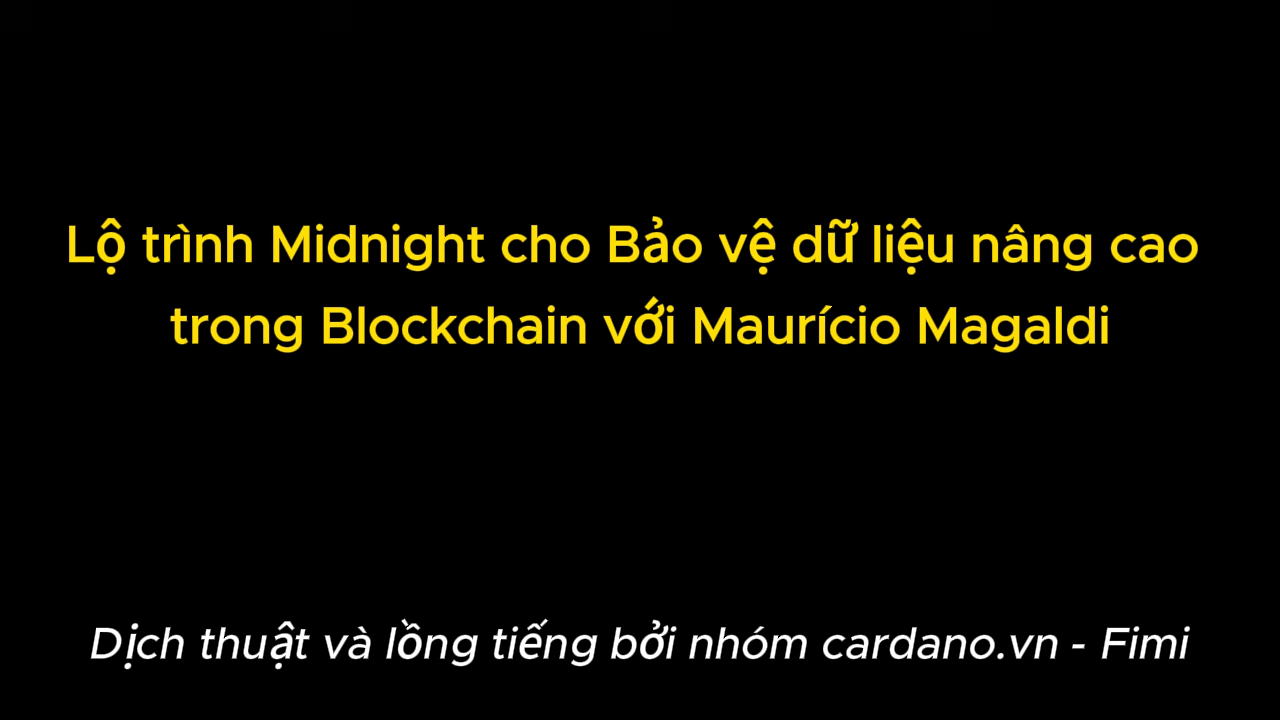 Lộ trình Midnight cho Bảo vệ dữ liệu nâng cao
trong Blockchain với Maurício Magaldi
Dịch thuật và lồng tiếng bởi nhóm cardano.vn - Fimi